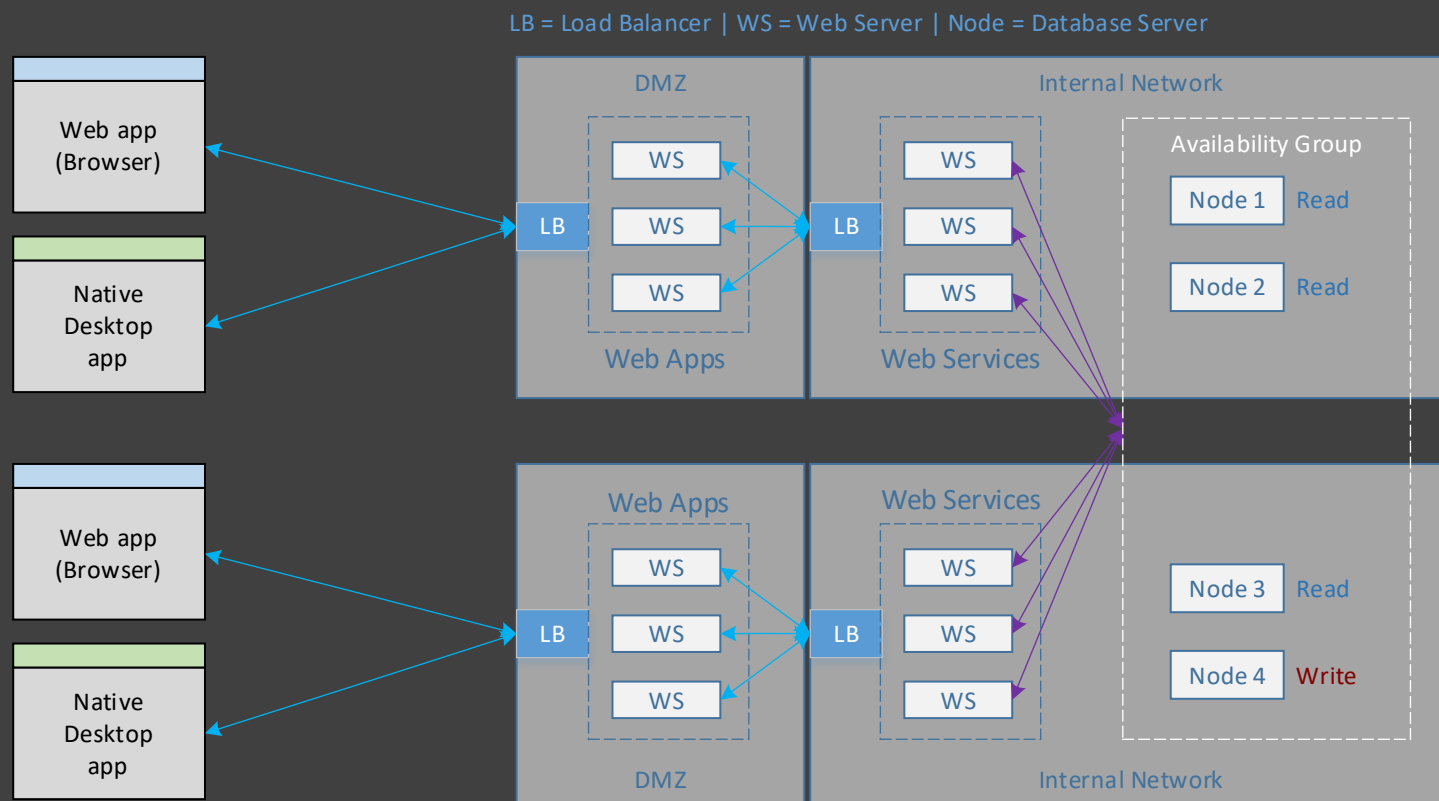 LB = Load Balancer | WS = Web Server | Node = Database Server
Web app
(Browser)
Native
Desktop
app
DMZ
LB
WS
WS
WS
Web Apps
Internal Network
LB
WS
WS
WS
Web Services
Availability Group
Node 1 Read
Node 2 Read
Web app
(Browser)
Native
Desktop
app
Web Apps
LB
WS
WS
WS
DMZ
Web Services
LB
WS
WS
WS
Node 3 Read
Node 4 Write
Internal Network